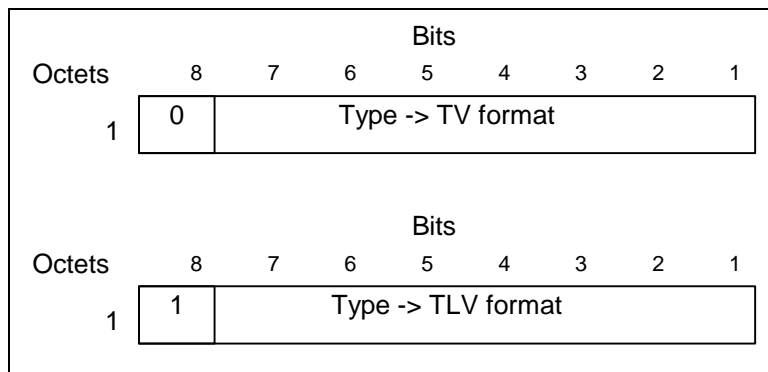 Bits
Octets 8 7 6 5 4 3 2 1
1 0 Type -> TV format
Bits
Octets 8 7 6 5 4 3 2 1
1 1 Type -> TLV format